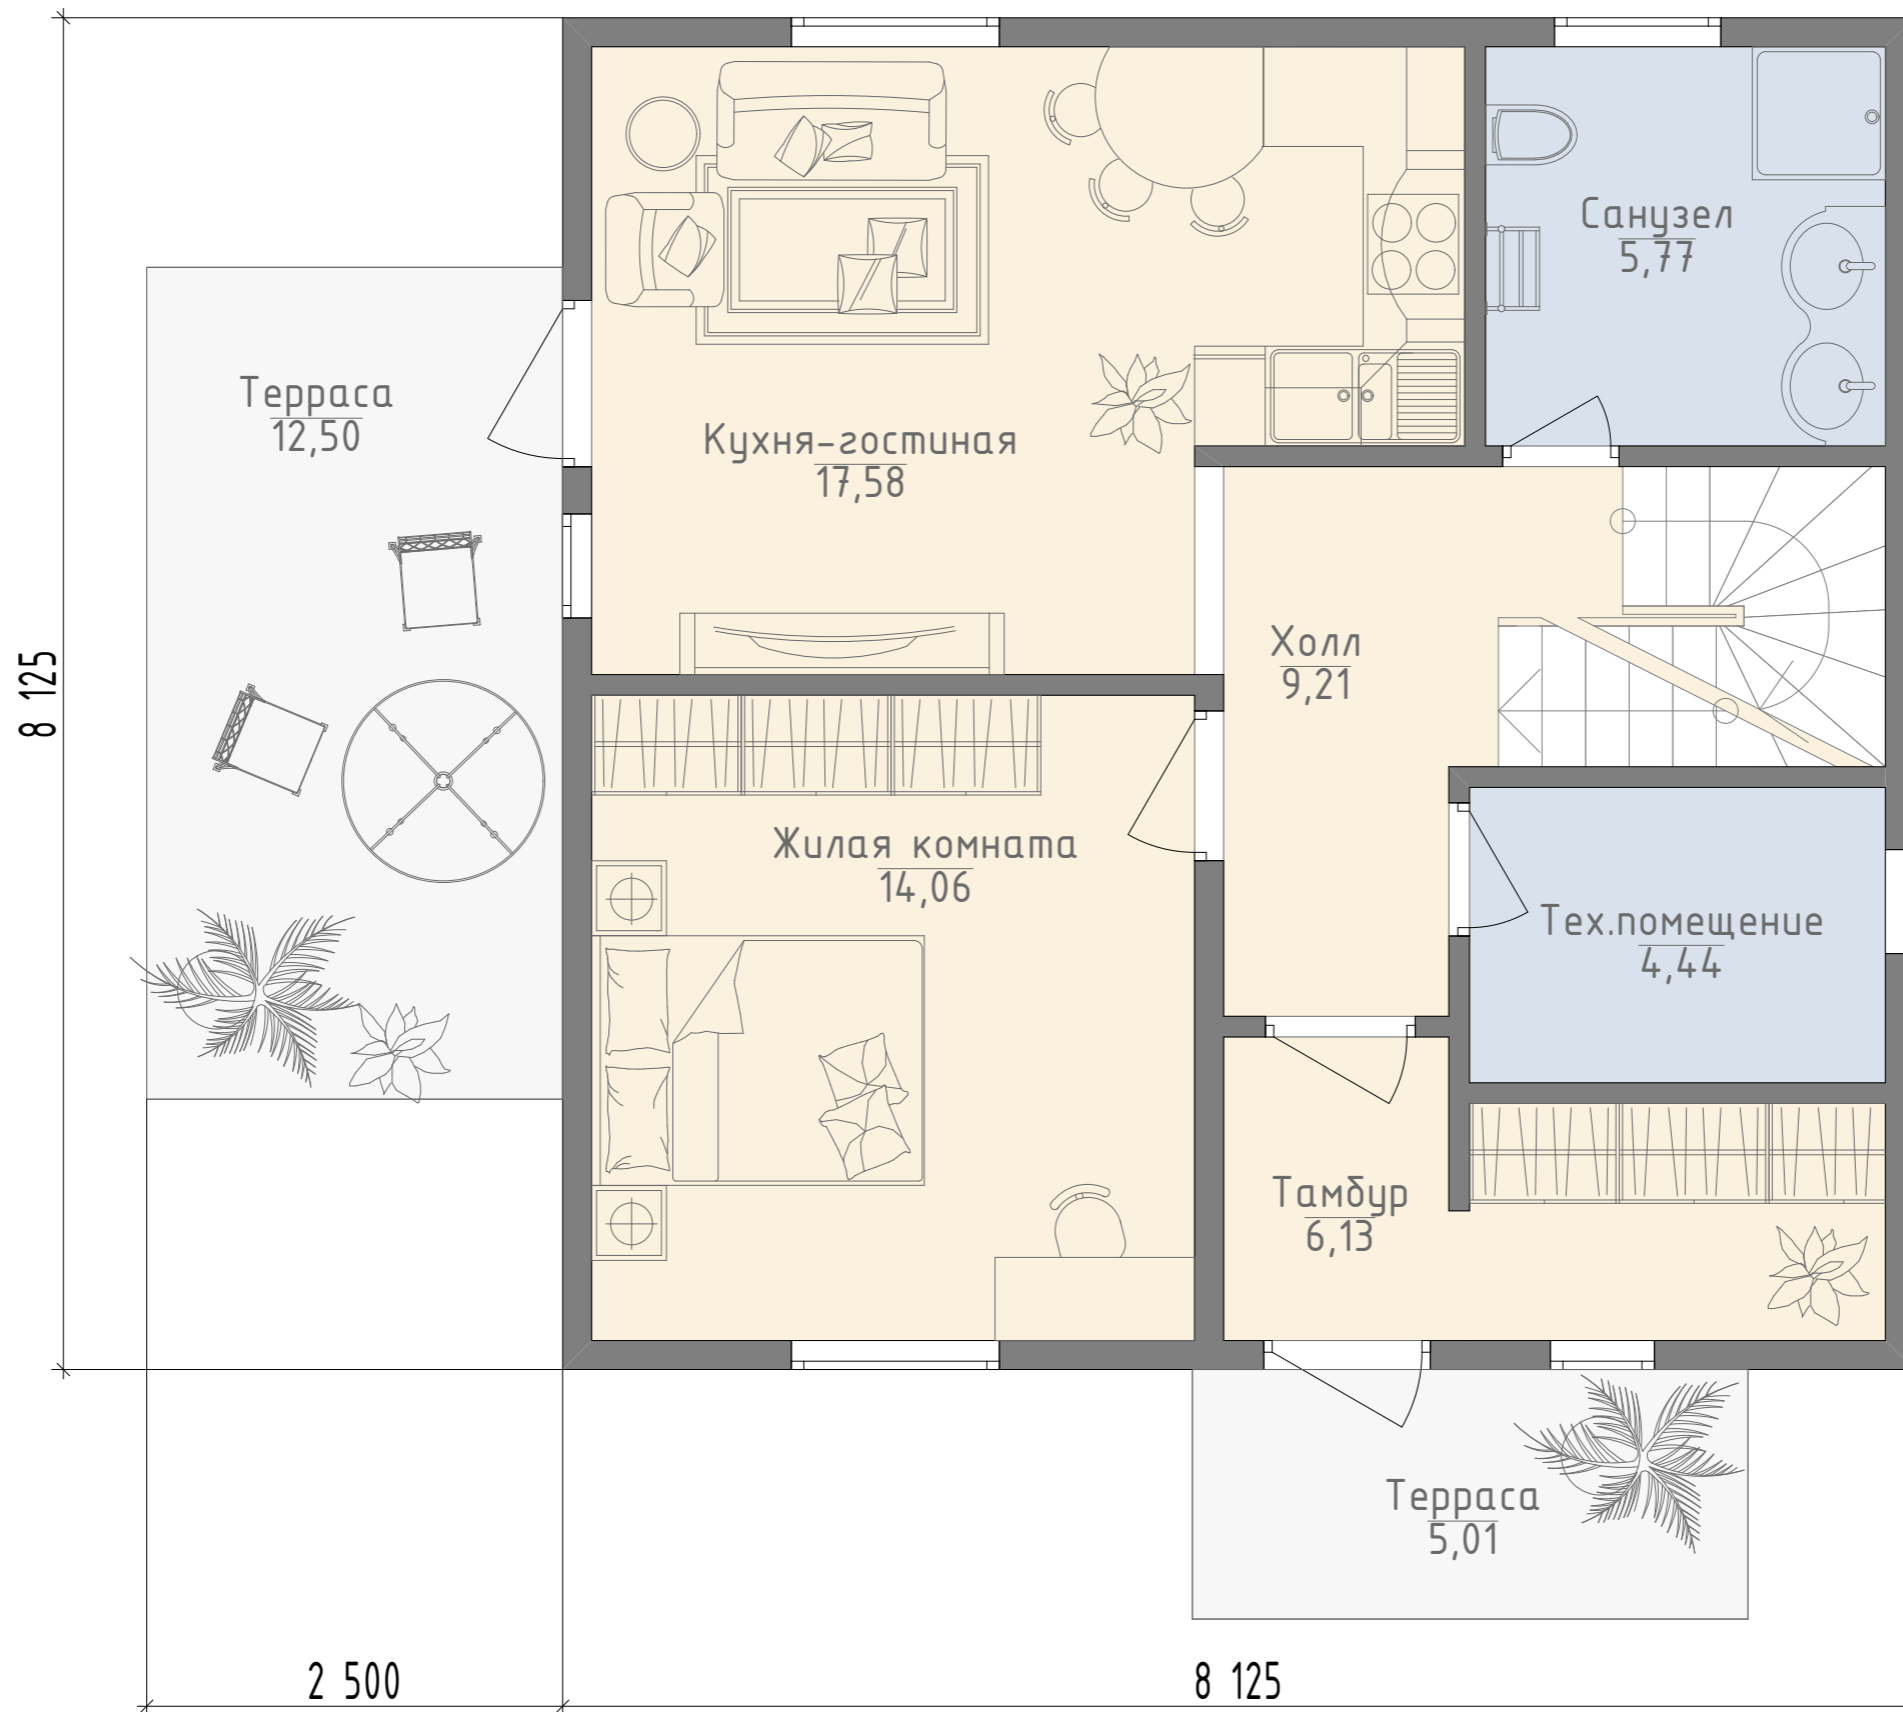 Санузел
5,77
Терраса
12,50
Кухня-гостиная
17,58
Холл
9,21
8 125
Жилая комната
14,06
Тех.помещение
4,44
Тамбур
6,13
Терраса
5,01
2 500
8 125